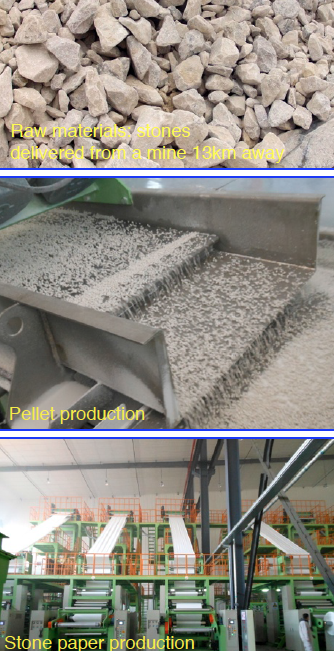 Raw materials: stones
delivered from a mine 13km away
Pellet production
Stone paper production